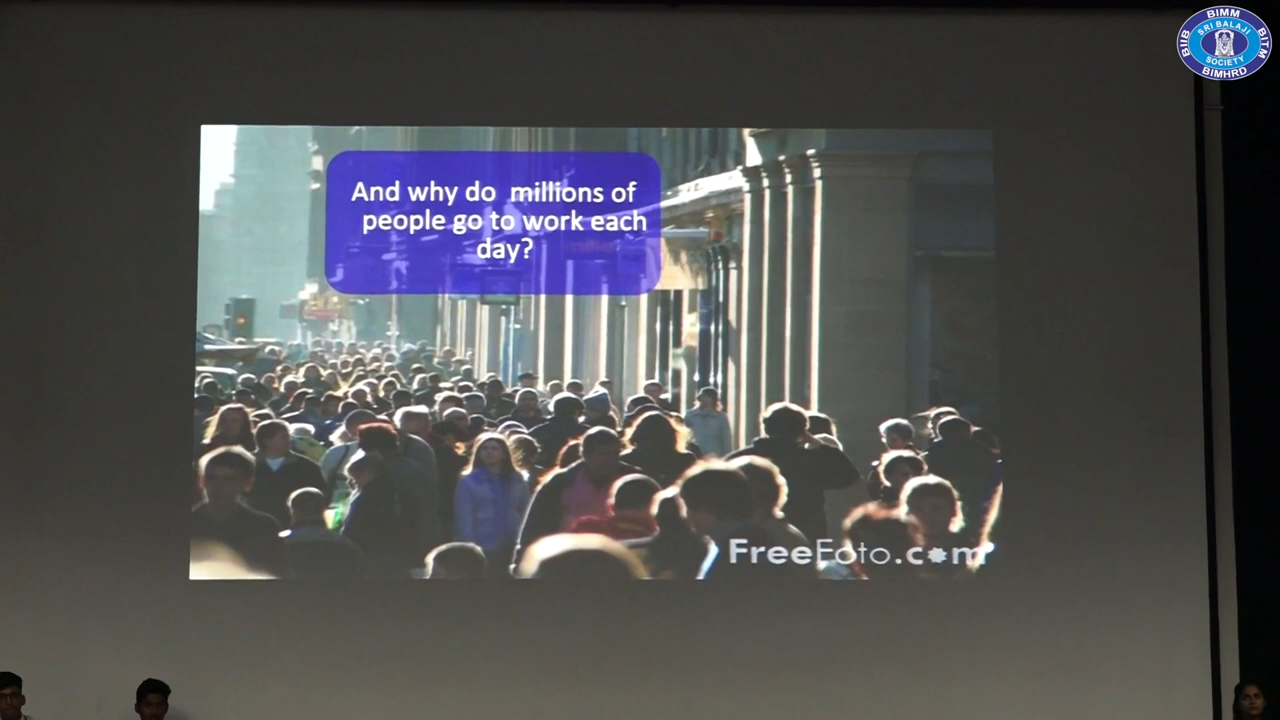 And why do millions of
people go to work each
day?
FreeFoto.com
BIMM
BIIB
SRI BALAJI
SOCIETY
BITM
BIMHRD